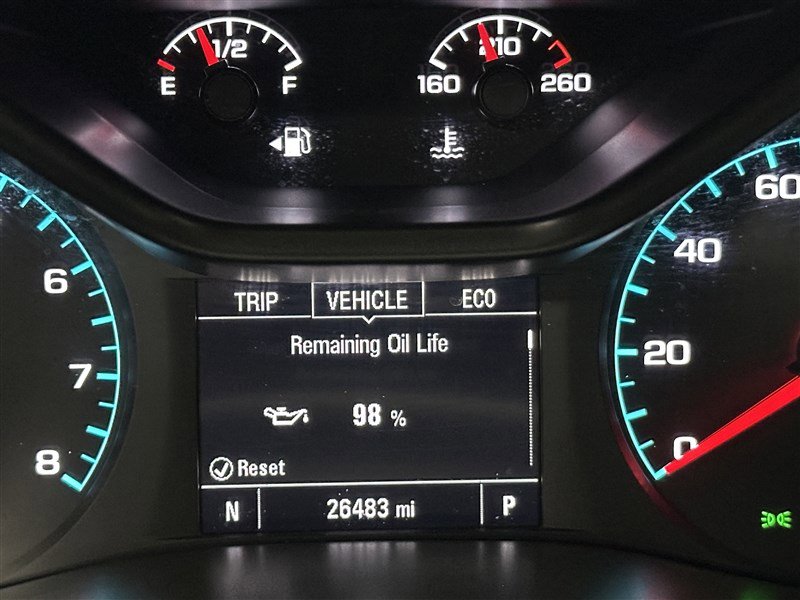 E 1/2 F
160 210 260
60
40
20
0
6
7
8
TRIP VEHICLE ECO
Remaining Oil Life
98 %
Reset
N 26483 mi P